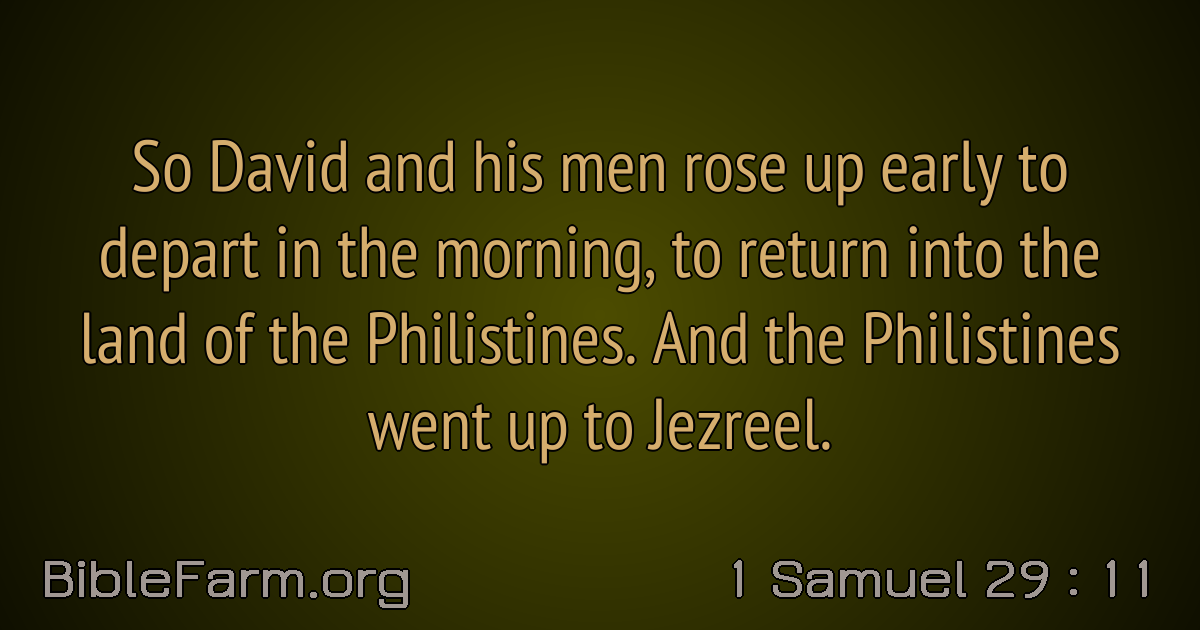 So David and his men rose up early to
depart in the morning, to return into the
land of the Philistines. And the Philistines
went up to Jezreel.
BibleFarm.org
1 Samuel 29 : 11